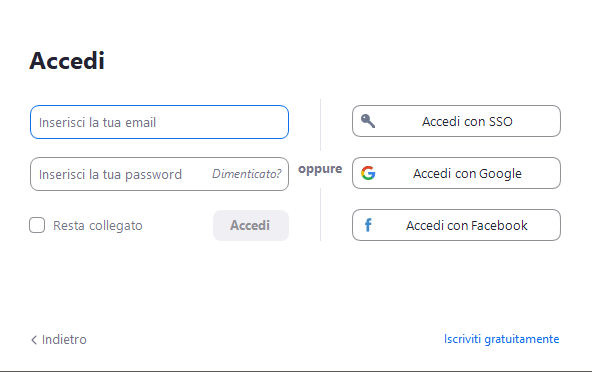 Accedi
Inserisci la tua email
Inserisci la tua password Dimenticato?
Resta collegato
Accedi
oppure
Accedi con SSO
Accedi con Google
Accedi con Facebook
Indietro
Iscriviti gratuitamente